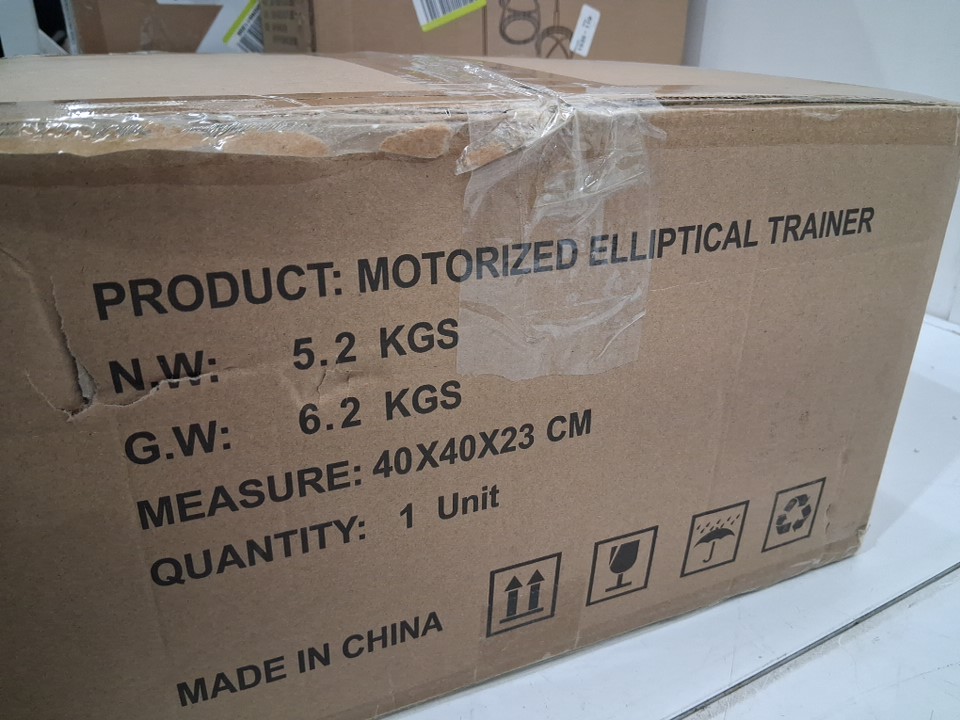 PRODUCT: MOTORIZED ELLIPTICAL TRAINER
N.W: 5.2 KGS
G.W: 6.2 KGS
MEASURE: 40X40X23 CM
QUANTITY: 1 Unit
MADE IN CHINA